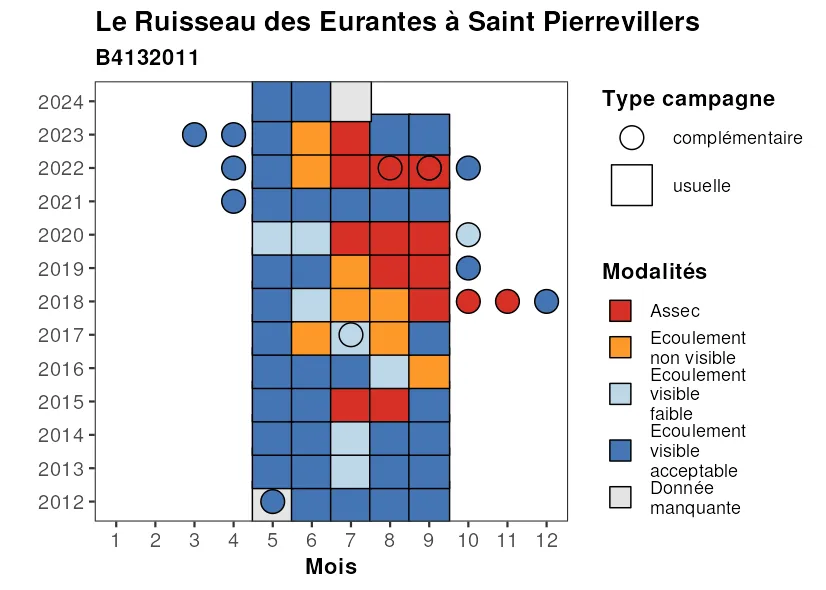 Le Ruisseau des Eurantes à Saint Pierrevillers
B4132011
2024
2023
2022
2021
2020
2019
2018
2017
2016
2015
2014
2013
2012
1 2 3 4 5 6 7 8 9 10 11 12
Mois
Type campagne
complémentaire
usuelle
Modalités
Assec
Ecoulement
non visible
Ecoulement
visible
faible
Ecoulement
visible
acceptable
Donnée
manquante